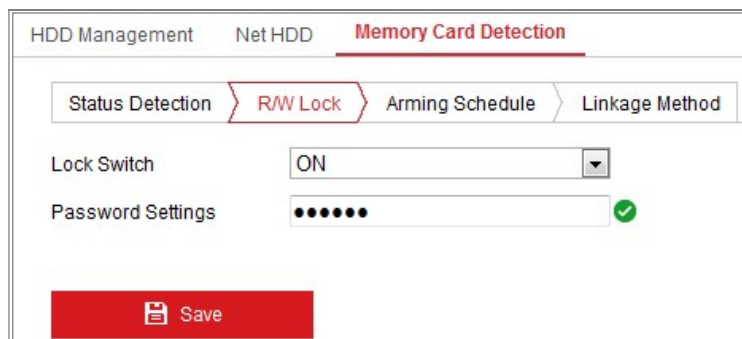 HDD Management Net HDD Memory Card Detection
Status Detection R/W Lock Arming Schedule Linkage Method
Lock Switch ON
Password Settings ●●●●●●
Save